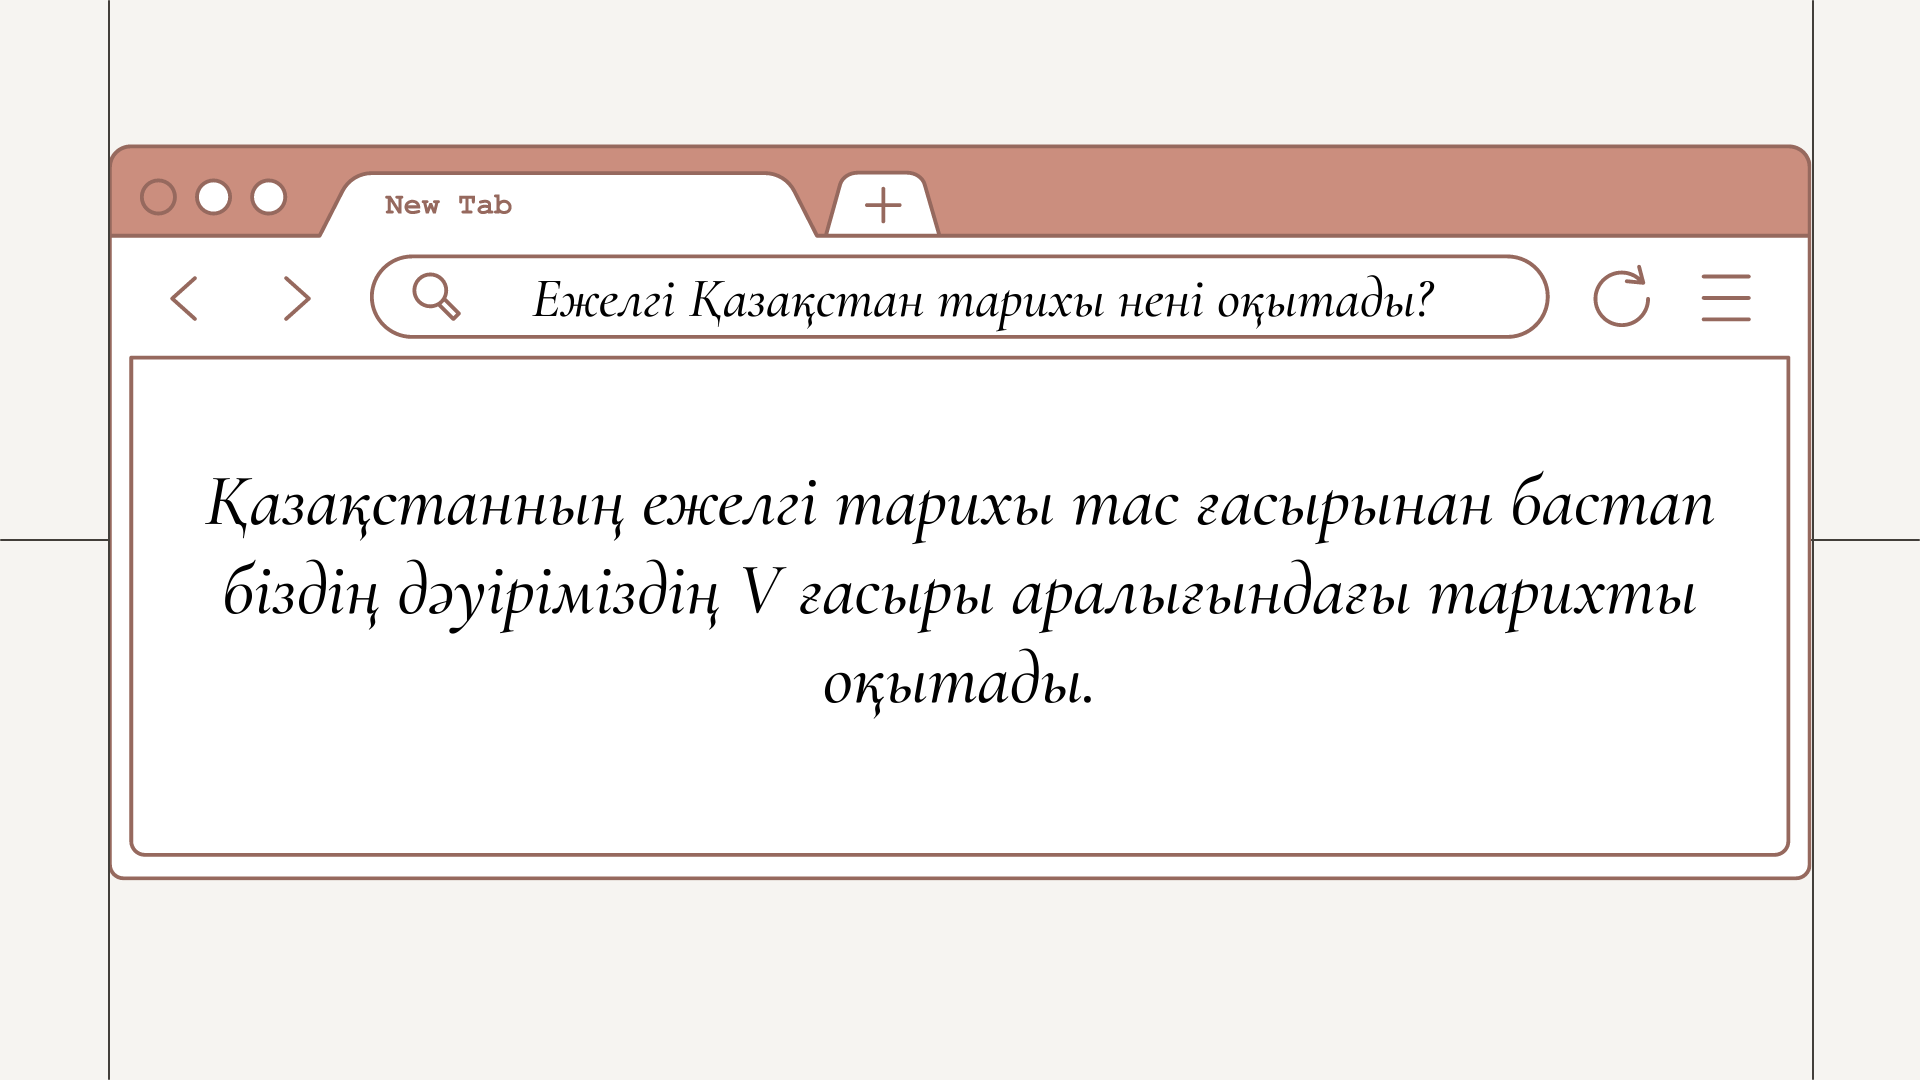 New Tab
Ежелгі Қазақстан тарихы нені оқытады?
Қазақстанның ежелгі тарихы тас ғасырынан бастап
біздің дәуіріміздің V ғасыры аралығындағы тарихты
оқытады.